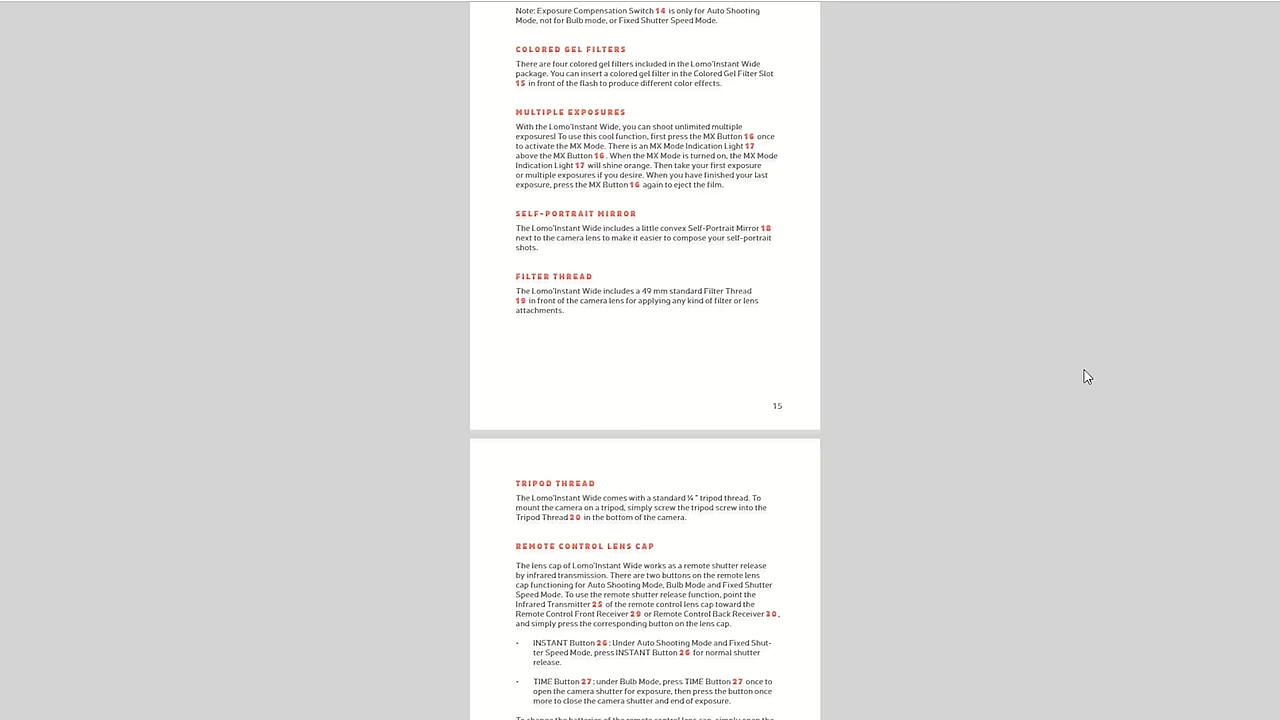 Note: Exposure Compensation Switch 14 is only for Auto Shooting
Mode, not for Bulb mode, or Fixed Shutter Speed Mode.
COLORED GEL FILTERS
There are four colored gel filters included in the Lomo'Instant Wide
package. You can insert a colored gel filter in the Colored Gel Filter Slot
15 in front of the flash to produce different color effects.
MULTIPLE EXPOSURES
With the Lomo'Instant Wide, you can shoot unlimited multiple
exposures! To use this cool function, first press the MX Button 16 once
to activate the MX Mode. There is an MX Mode Indication Light 17
above the MX Button 16. When the MX Mode is turned on, the MX Mode
Indication Light 17 will shine orange. Then take your first exposure
or multiple exposures if you desire. When you have finished your last
exposure, press the MX Button 16 again to eject the film.
SELF-PORTRAIT MIRROR
The Lomo'Instant Wide includes a little convex Self-Portrait Mirror 18
next to the camera lens to make it easier to compose your self-portrait
shots.
FILTER THREAD
The Lomo'Instant Wide includes a 49 mm standard Filter Thread
19 in front of the camera lens for applying any kind of filter or lens
attachments.
15
TRIPOD THREAD
The Lomo'Instant Wide comes with a standard ¼ " tripod thread. To
mount the camera on a tripod, simply screw the tripod screw into the
Tripod Thread 20 in the bottom of the camera.
REMOTE CONTROL LENS CAP
The lens cap of Lomo'Instant Wide works as a remote shutter release
by infrared transmission. There are two buttons on the remote lens
cap functioning for Auto Shooting Mode, Bulb Mode and Fixed Shutter
Speed Mode. To use the remote shutter release function, point the
Infrared Transmitter 25 of the remote control lens cap toward the
Remote Control Front Receiver 29 or Remote Control Back Receiver 30,
and simply press the corresponding button on the lens cap.
- INSTANT Button 26: Under Auto Shooting Mode and Fixed Shut-
ter Speed Mode, press INSTANT Button 26 for normal shutter
release.
- TIME Button 27: under Bulb Mode, press TIME Button 27 once to
open the camera shutter for exposure, then press the button once
more to close the camera shutter and end of exposure.
To change the batteries of the remote control lens cap, simply open the